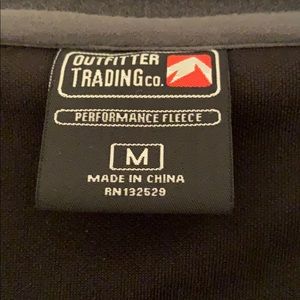 OUTFITTER
TRADING CO.
PERFORMANCE FLEECE
M
MADE IN CHINA
RN132529